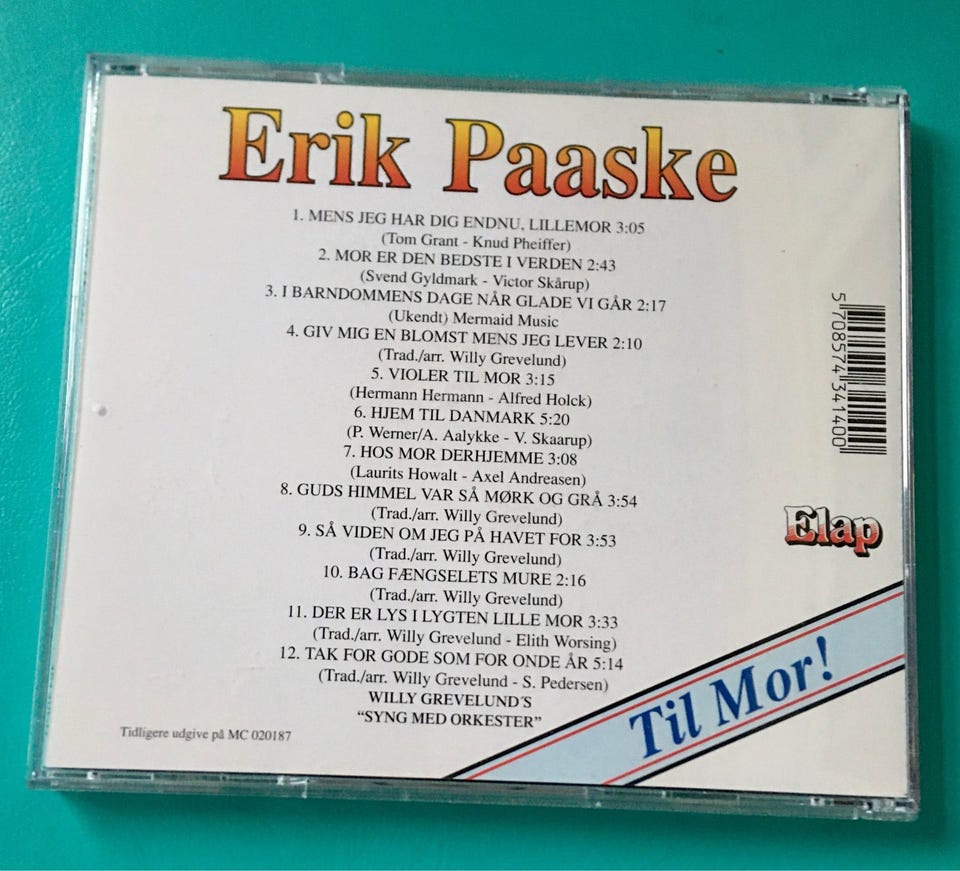 Erik Paaske
1. MENS JEG HAR DIG ENDNU, LILLEMOR 3:05
(Tom Grant - Knud Pheiffer)
2. MOR ER DEN BEDSTE I VERDEN 2:43
(Svend Gyldmark - Victor Skårup)
3. I BARNDOMMENS DAGE NÅR GLADE VI GÅR 2:17
(Ukendt) Mermaid Music
4. GIV MIG EN BLOMST MENS JEG LEVER 2:10
(Trad./arr. Willy Grevelund)
5. VIOLER TIL MOR 3:15
(Hermann Hermann - Alfred Holck)
6. HJEM TIL DANMARK 5:20
(P. Werner/A. Aalykke - V. Skaarup)
7. HOS MOR DERHJEMME 3:08
(Laurits Howalt - Axel Andreasen)
8. GUDS HIMMEL VAR SÅ MØRK OG GRÅ 3:54
(Trad./arr. Willy Grevelund)
9. SÅ VIDEN OM JEG PÅ HAVET FOR 3:53
(Trad./arr. Willy Grevelund)
10. BAG FÆNGSELETS MURE 2:16
(Trad./arr. Willy Grevelund)
11. DER ER LYS I LYGTEN LILLE MOR 3:33
(Trad./arr. Willy Grevelund - Elith Worsing)
12. TAK FOR GODE SOM FOR ONDE ÅR 5:14
(Trad./arr. Willy Grevelund - S. Pedersen)
WILLY GREVELUND´S
“SYNG MED ORKESTER”
Tidligere udgive på MC 020187
5 708574 341400
Elap
Til Mor!